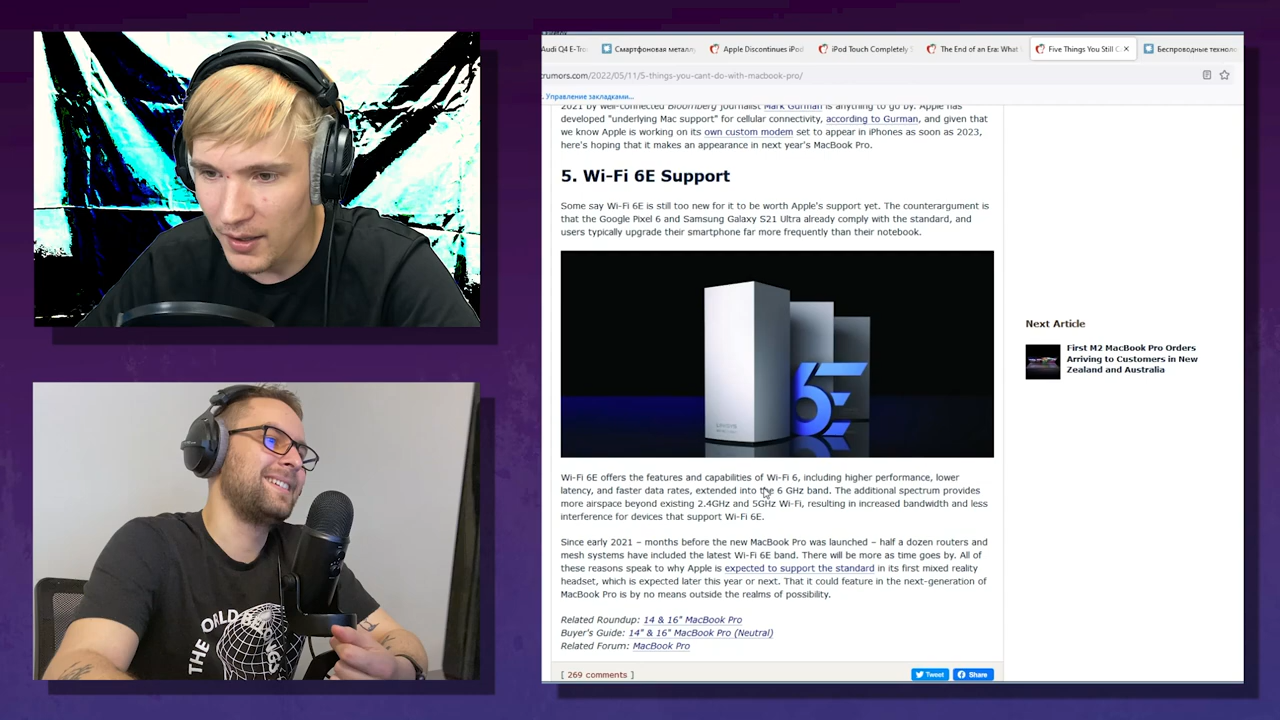 Audi Q4 E-Tro
Смартфоновая металл
Apple Discontinues iPod
iPod Touch Completely S
The End of an Era: What
Five Things You Still C
Беспроводные технол
rumors.com/2022/05/11/5-things-you-cant-do-with-macbook-pro/
Управление закладками...
2021 by well-connected Bloomberg journalist Mark Gurman is anything to go by. Apple has
developed "underlying Mac support" for cellular connectivity, according to Gurman, and given that
we know Apple is working on its own custom modem set to appear in iPhones as soon as 2023,
here's hoping that it makes an appearance in next year's MacBook Pro.
5. Wi-Fi 6E Support
Some say Wi-Fi 6E is still too new for it to be worth Apple's support yet. The counterargument is
that the Google Pixel 6 and Samsung Galaxy S21 Ultra already comply with the standard, and
users typically upgrade their smartphone far more frequently than their notebook.
LINKSYS
6E
Wi-Fi 6E offers the features and capabilities of Wi-Fi 6, including higher performance, lower
latency, and faster data rates, extended into the 6 GHz band. The additional spectrum provides
more airspace beyond existing 2.4GHz and 5GHz Wi-Fi, resulting in increased bandwidth and less
interference for devices that support Wi-Fi 6E.
Since early 2021 – months before the new MacBook Pro was launched – half a dozen routers and
mesh systems have included the latest Wi-Fi 6E band. There will be more as time goes by. All of
these reasons speak to why Apple is expected to support the standard in its first mixed reality
headset, which is expected later this year or next. That it could feature in the next-generation of
MacBook Pro is by no means outside the realms of possibility.
Related Roundup: 14 & 16" MacBook Pro
Buyer's Guide: 14" & 16" MacBook Pro (Neutral)
Related Forum: MacBook Pro
[ 269 comments ]
Tweet
Share
Next Article
First M2 MacBook Pro Orders
Arriving to Customers in New
Zealand and Australia
THE